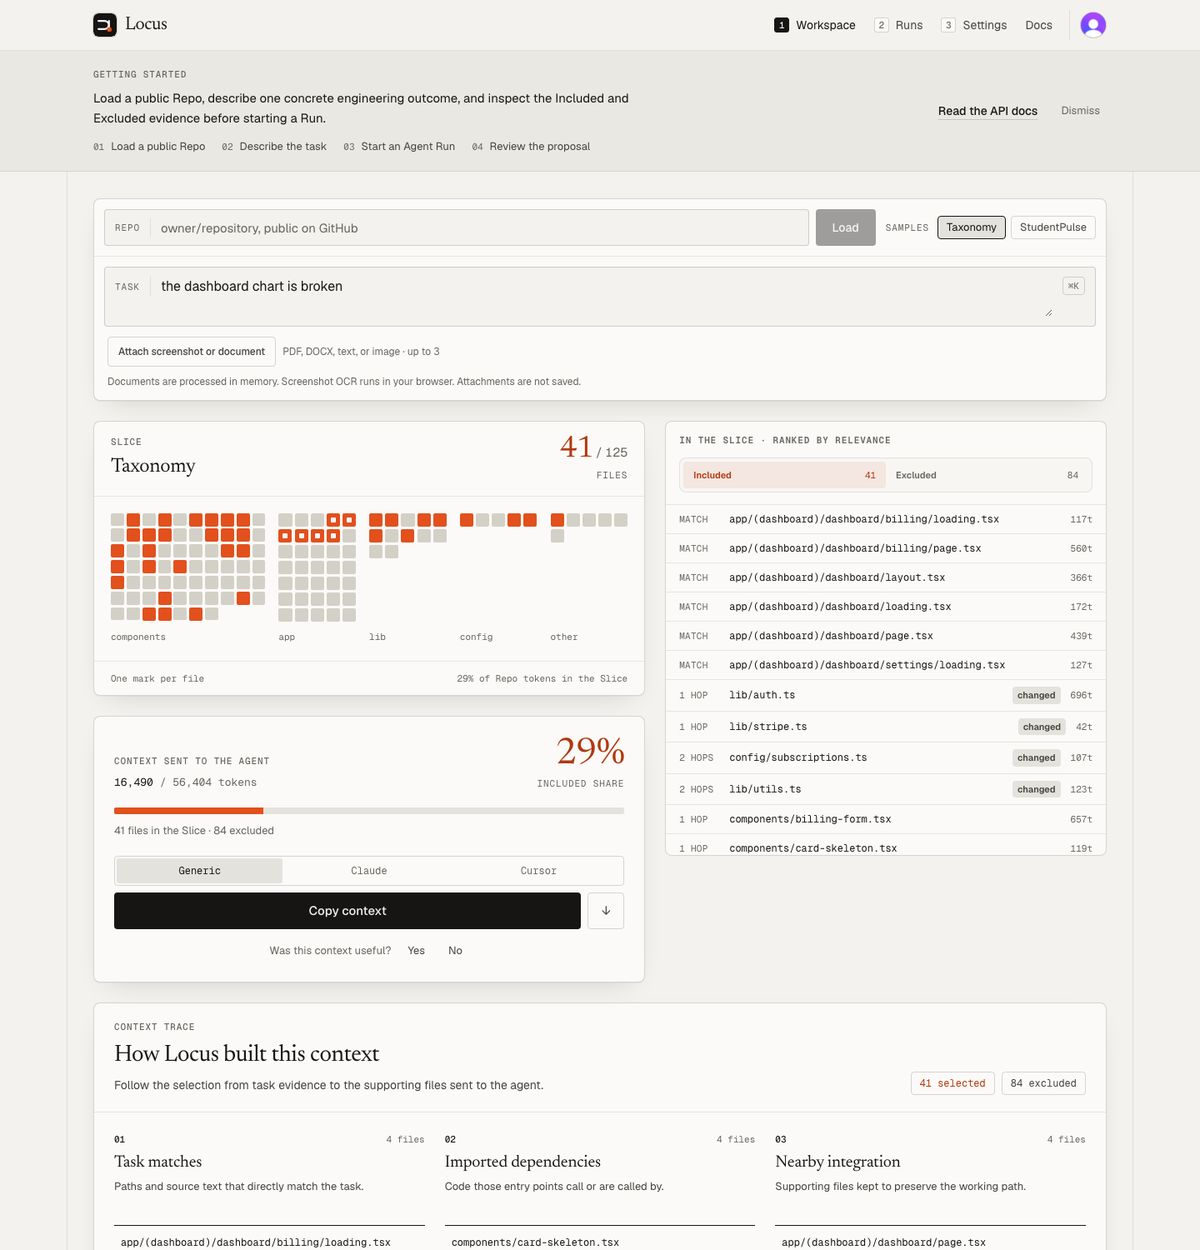 Locus
1 Workspace 2 Runs 3 Settings Docs
GETTING STARTED
Load a public Repo, describe one concrete engineering outcome, and inspect the Included and
Excluded evidence before starting a Run.
Read the API docs Dismiss
01 Load a public Repo 02 Describe the task 03 Start an Agent Run 04 Review the proposal
REPO owner/repository, public on GitHub Load SAMPLES Taxonomy StudentPulse
TASK the dashboard chart is broken ⌘K
Attach screenshot or document PDF, DOCX, text, or image · up to 3
Documents are processed in memory. Screenshot OCR runs in your browser. Attachments are not saved.
SLICE
Taxonomy
41 / 125
FILES
components app lib config other
One mark per file 29% of Repo tokens in the Slice
CONTEXT SENT TO THE AGENT
16,490 / 56,404 tokens
29%
INCLUDED SHARE
41 files in the Slice · 84 excluded
Generic Claude Cursor
Copy context ↓
Was this context useful? Yes No
IN THE SLICE · RANKED BY RELEVANCE
Included 41 Excluded 84
MATCH app/(dashboard)/dashboard/billing/loading.tsx 117t
MATCH app/(dashboard)/dashboard/billing/page.tsx 560t
MATCH app/(dashboard)/dashboard/layout.tsx 366t
MATCH app/(dashboard)/dashboard/loading.tsx 172t
MATCH app/(dashboard)/dashboard/page.tsx 439t
MATCH app/(dashboard)/dashboard/settings/loading.tsx 127t
1 HOP lib/auth.ts changed 696t
1 HOP lib/stripe.ts changed 42t
2 HOPS config/subscriptions.ts changed 107t
2 HOPS lib/utils.ts changed 123t
1 HOP components/billing-form.tsx 657t
1 HOP components/card-skeleton.tsx 119t
CONTEXT TRACE
How Locus built this context
Follow the selection from task evidence to the supporting files sent to the agent.
41 selected 84 excluded
01 4 files
Task matches
Paths and source text that directly match the task.
app/(dashboard)/dashboard/billing/loading.tsx
02 4 files
Imported dependencies
Code those entry points call or are called by.
components/card-skeleton.tsx
03 4 files
Nearby integration
Supporting files kept to preserve the working path.
app/(dashboard)/dashboard/page.tsx